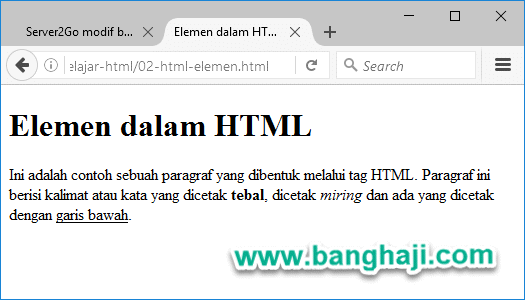 Server2Go modif b...
Elemen dalam HT...
elajar-html/02-html-elemen.html
Search
Elemen dalam HTML
Ini adalah contoh sebuah paragraf yang dibentuk melalui tag HTML. Paragraf ini
berisi kalimat atau kata yang dicetak tebal, dicetak miring dan ada yang dicetak
dengan garis bawah.
www.banghaji.com